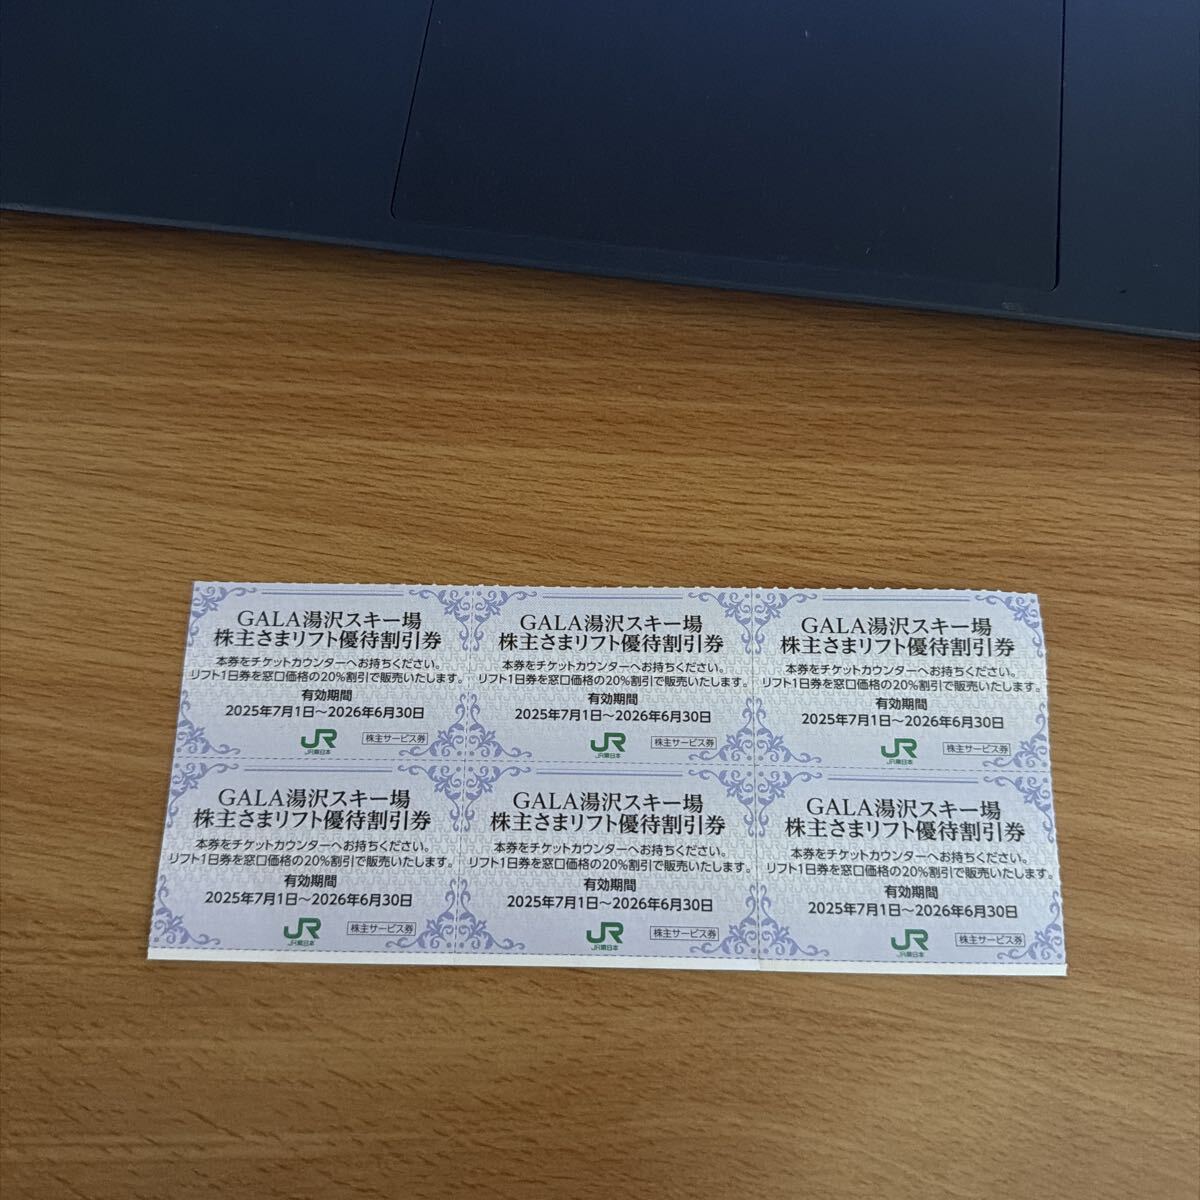 GALA湯沢スキー場
株主さまリフト優待割引券
本券をチケットカウンターへお持ちください。
リフト1日券を窓口価格の20%割引で販売いたします。
有効期間
2025年7月1日～2026年6月30日
JR
JR東日本
株主サービス券
GALA湯沢スキー場
株主さまリフト優待割引券
本券をチケットカウンターへお持ちください。
リフト1日券を窓口価格の20%割引で販売いたします。
有効期間
2025年7月1日～2026年6月30日
JR
JR東日本
株主サービス券
GALA湯沢スキー場
株主さまリフト優待割引券
本券をチケットカウンターへお持ちください。
リフト1日券を窓口価格の20%割引で販売いたします。
有効期間
2025年7月1日～2026年6月30日
JR
JR東日本
株主サービス券
GALA湯沢スキー場
株主さまリフト優待割引券
本券をチケットカウンターへお持ちください。
リフト1日券を窓口価格の20%割引で販売いたします。
有効期間
2025年7月1日～2026年6月30日
JR
JR東日本
株主サービス券
GALA湯沢スキー場
株主さまリフト優待割引券
本券をチケットカウンターへお持ちください。
リフト1日券を窓口価格の20%割引で販売いたします。
有効期間
2025年7月1日～2026年6月30日
JR
JR東日本
株主サービス券
GALA湯沢スキー場
株主さまリフト優待割引券
本券をチケットカウンターへお持ちください。
リフト1日券を窓口価格の20%割引で販売いたします。
有効期間
2025年7月1日～2026年6月30日
JR
JR東日本
株主サービス券